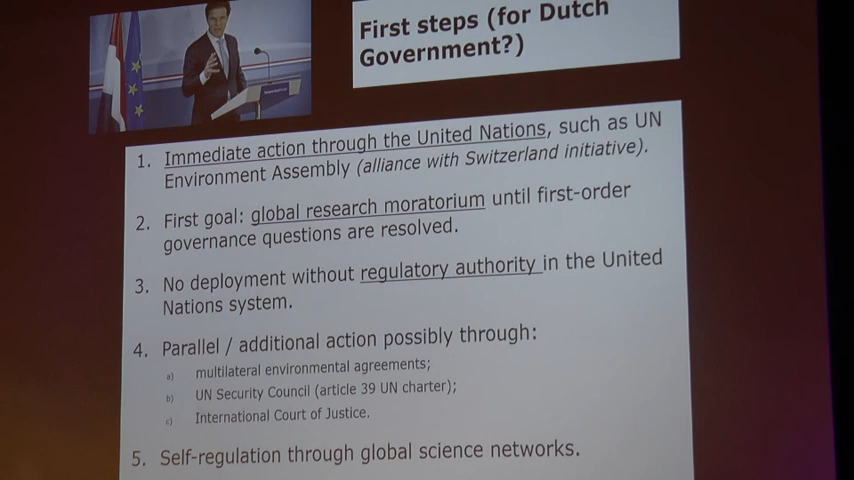 First steps (for Dutch
Government?)
1. Immediate action through the United Nations, such as UN
Environment Assembly (alliance with Switzerland initiative).
2. First goal: global research moratorium until first-order
governance questions are resolved.
3. No deployment without regulatory authority in the United
Nations system.
4. Parallel / additional action possibly through:
a) multilateral environmental agreements;
b) UN Security Council (article 39 UN charter);
c) International Court of Justice.
5. Self-regulation through global science networks.